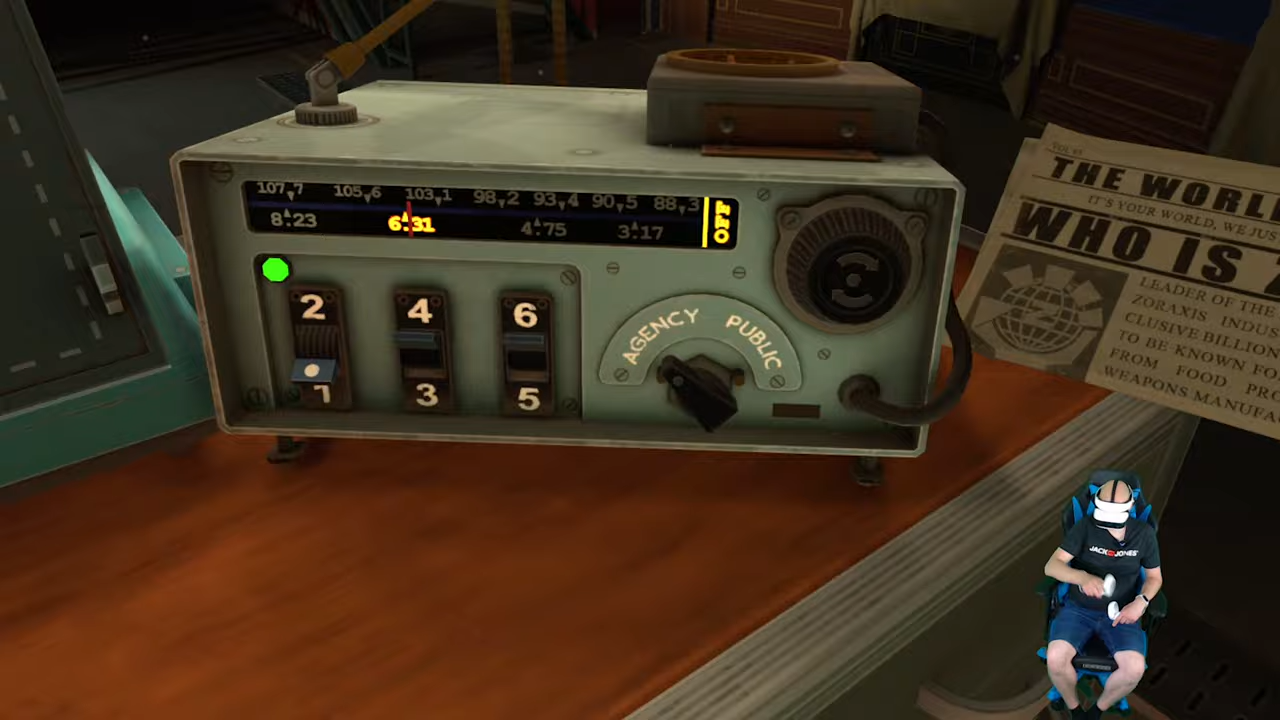 107.7 105.6 103.1 98.2 93.4 90.5 88.3
OFF
8:23 6:31 4:75 3:17
2 4 6
1 3 5
AGENCY PUBLIC
VOL
THE WORL
IT'S YOUR WORLD, WE JUS
WHO IS
LEADER OF THE
ZORAXIS INDUS
CLUSIVE BILLION
TO BE KNOWN FO
FROM FOOD PRO
WEAPONS MANUFA
Z
JACK & JONES